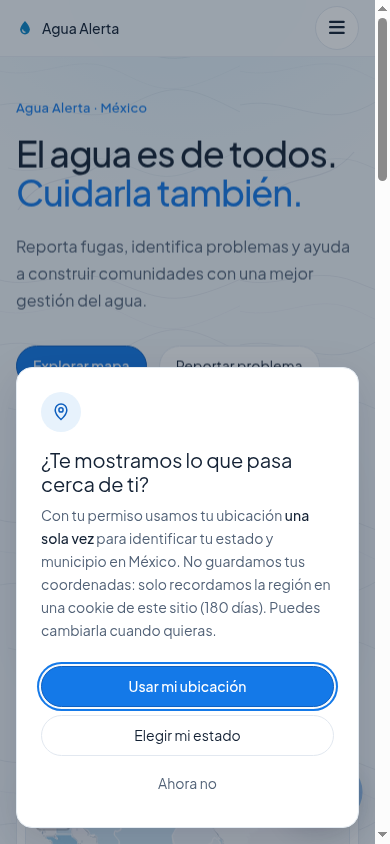 Agua Alerta
Agua Alerta · México
El agua es de todos.
Cuidarla también.
Reporta fugas, identifica problemas y ayuda
a construir comunidades con una mejor
gestión del agua.
Explorar mapa
Reportar problema
¿Te mostramos lo que pasa
cerca de ti?
Con tu permiso usamos tu ubicación una
sola vez para identificar tu estado y
municipio en México. No guardamos tus
coordenadas: solo recordamos la región en
una cookie de este sitio (180 días). Puedes
cambiarla cuando quieras.
Usar mi ubicación
Elegir mi estado
Ahora no